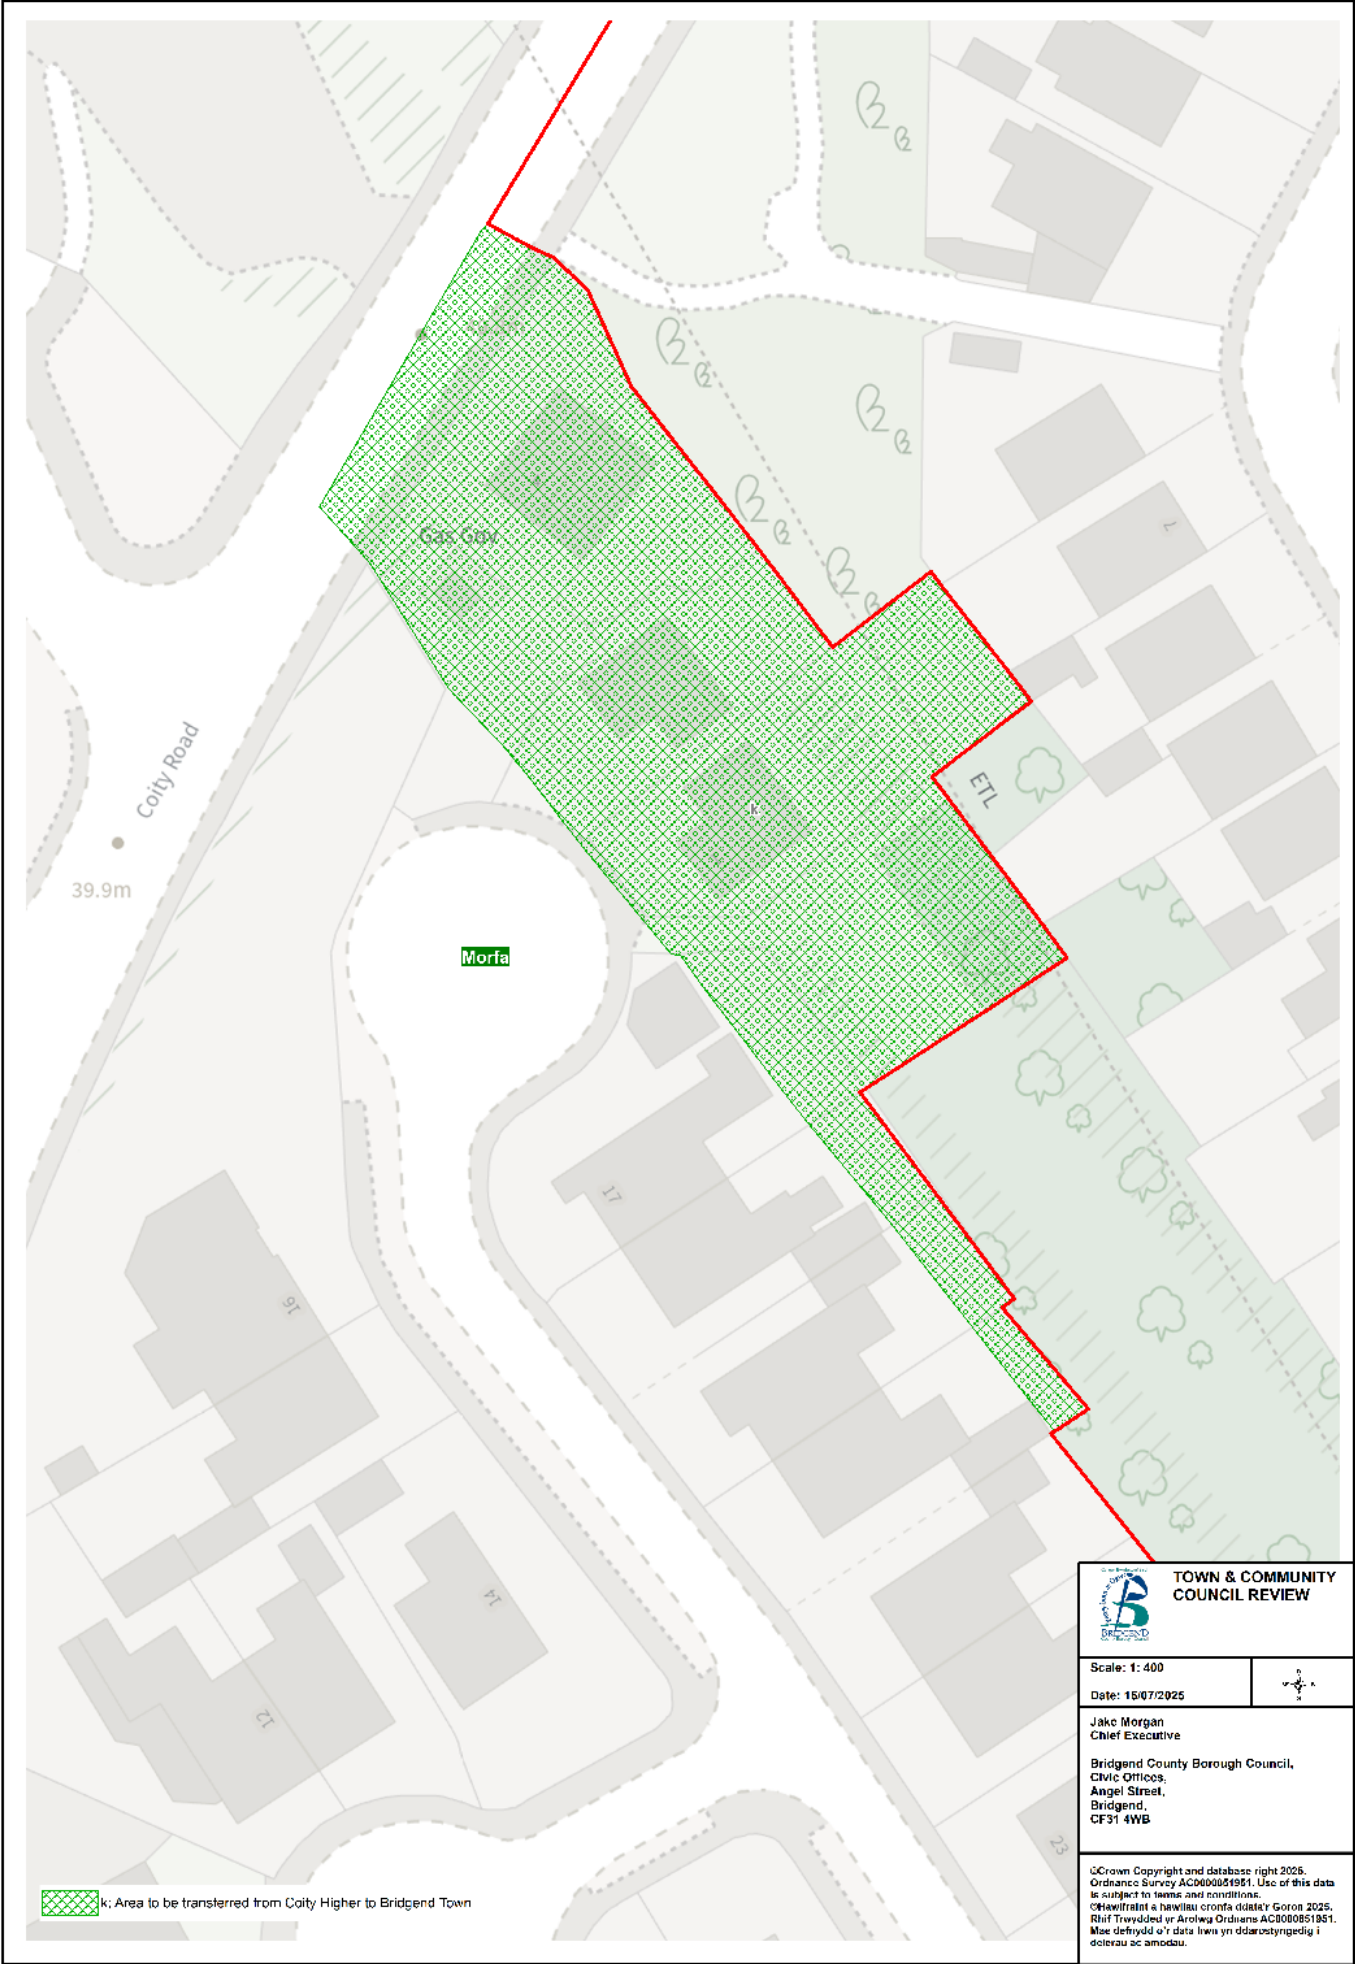 Gas Gov
k
ETL
7
Coity Road
39.9m
Morfa
17
16
14
12
23
TOWN & COMMUNITY
COUNCIL REVIEW
BRIDGEND
Scale: 1: 400
Date: 15/07/2025
Jake Morgan
Chief Executive
Bridgend County Borough Council,
Civic Offices,
Angel Street,
Bridgend,
CF31 4WB
©Crown Copyright and database right 2025.
Ordnance Survey AC0000851951. Use of this data
is subject to terms and conditions.
©Hawlfraint a hawliau cronfa ddata'r Goron 2025.
Rhif Trwydded yr Arolwg Ordnans AC0000851951.
Mae defnydd o'r data hwn yn ddarostyngedig i
delerau ac amodau.
k: Area to be transferred from Coity Higher to Bridgend Town